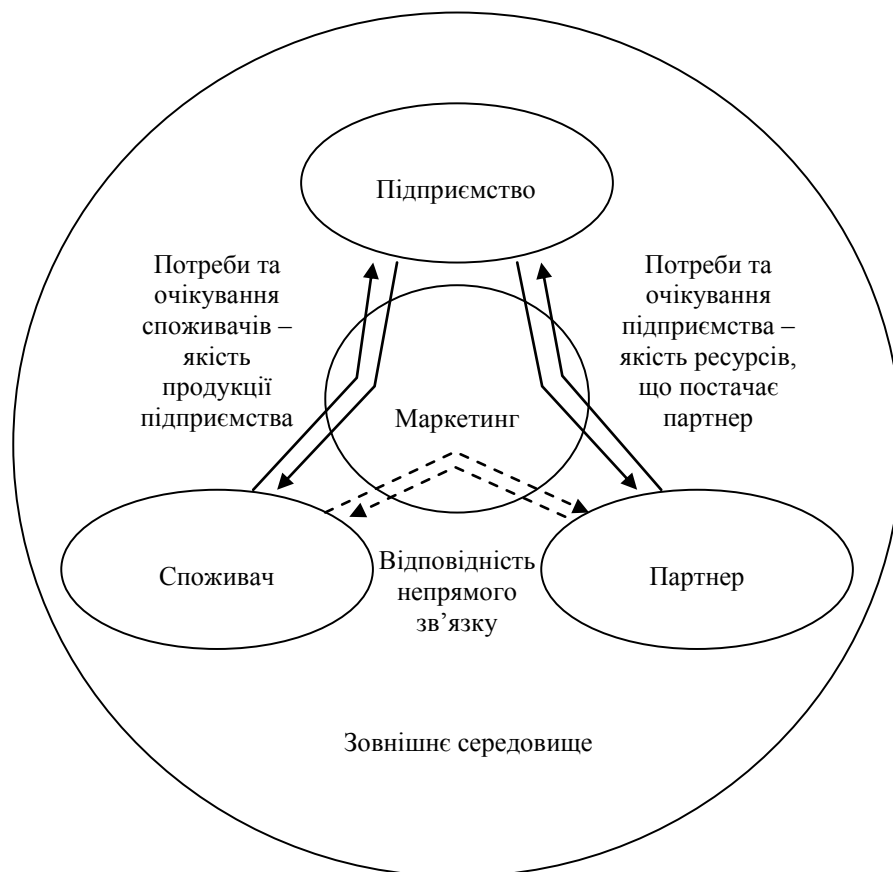 Підприємство
Потреби та
очікування
споживачів –
якість
продукції
підприємства
Потреби та
очікування
підприємства –
якість ресурсів,
що постачає
партнер
Маркетинг
Споживач
Відповідність
непрямого
зв’язку
Партнер
Зовнішнє середовище